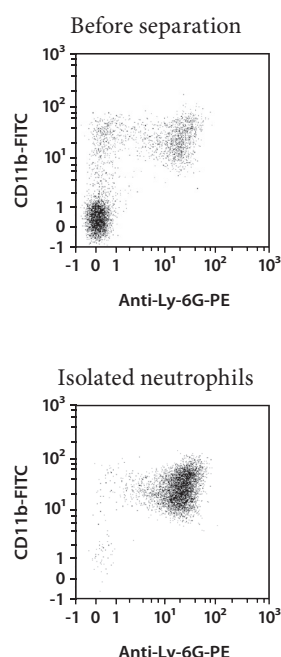 Before separation
10³
10²
10¹
1
0
-1
CD11b-FITC
-1 0 1 10¹ 10² 10³
Anti-Ly-6G-PE
Isolated neutrophils
10³
10²
10¹
1
0
-1
CD11b-FITC
-1 0 1 10¹ 10² 10³
Anti-Ly-6G-PE